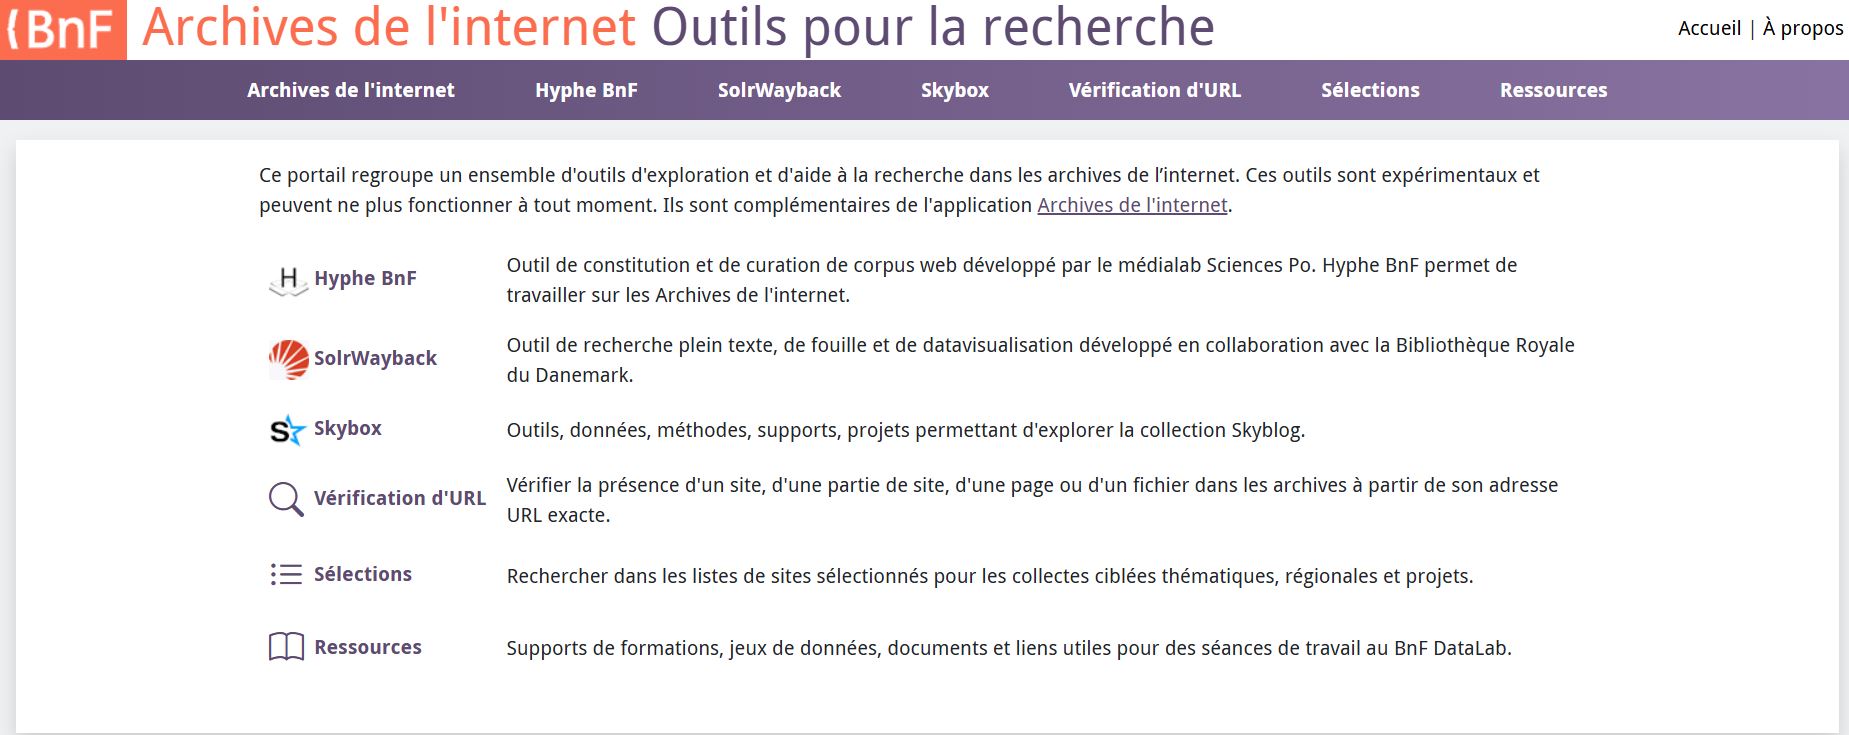 BnF Archives de l'internet Outils pour la recherche
Accueil | À propos
Archives de l'internet Hyphe BnF SolrWayback Skybox Vérification d'URL Sélections Ressources
Ce portail regroupe un ensemble d'outils d'exploration et d'aide à la recherche dans les archives de l’internet. Ces outils sont expérimentaux et
peuvent ne plus fonctionner à tout moment. Ils sont complémentaires de l'application Archives de l'internet.
H Hyphe BnF
Outil de constitution et de curation de corpus web développé par le médialab Sciences Po. Hyphe BnF permet de
travailler sur les Archives de l'internet.
SolrWayback
Outil de recherche plein texte, de fouille et de datavisualisation développé en collaboration avec la Bibliothèque Royale
du Danemark.
S Skybox
Outils, données, méthodes, supports, projets permettant d'explorer la collection Skyblog.
Vérification d'URL
Vérifier la présence d'un site, d'une partie de site, d'une page ou d'un fichier dans les archives à partir de son adresse
URL exacte.
Sélections
Rechercher dans les listes de sites sélectionnés pour les collectes ciblées thématiques, régionales et projets.
Ressources
Supports de formations, jeux de données, documents et liens utiles pour des séances de travail au BnF DataLab.